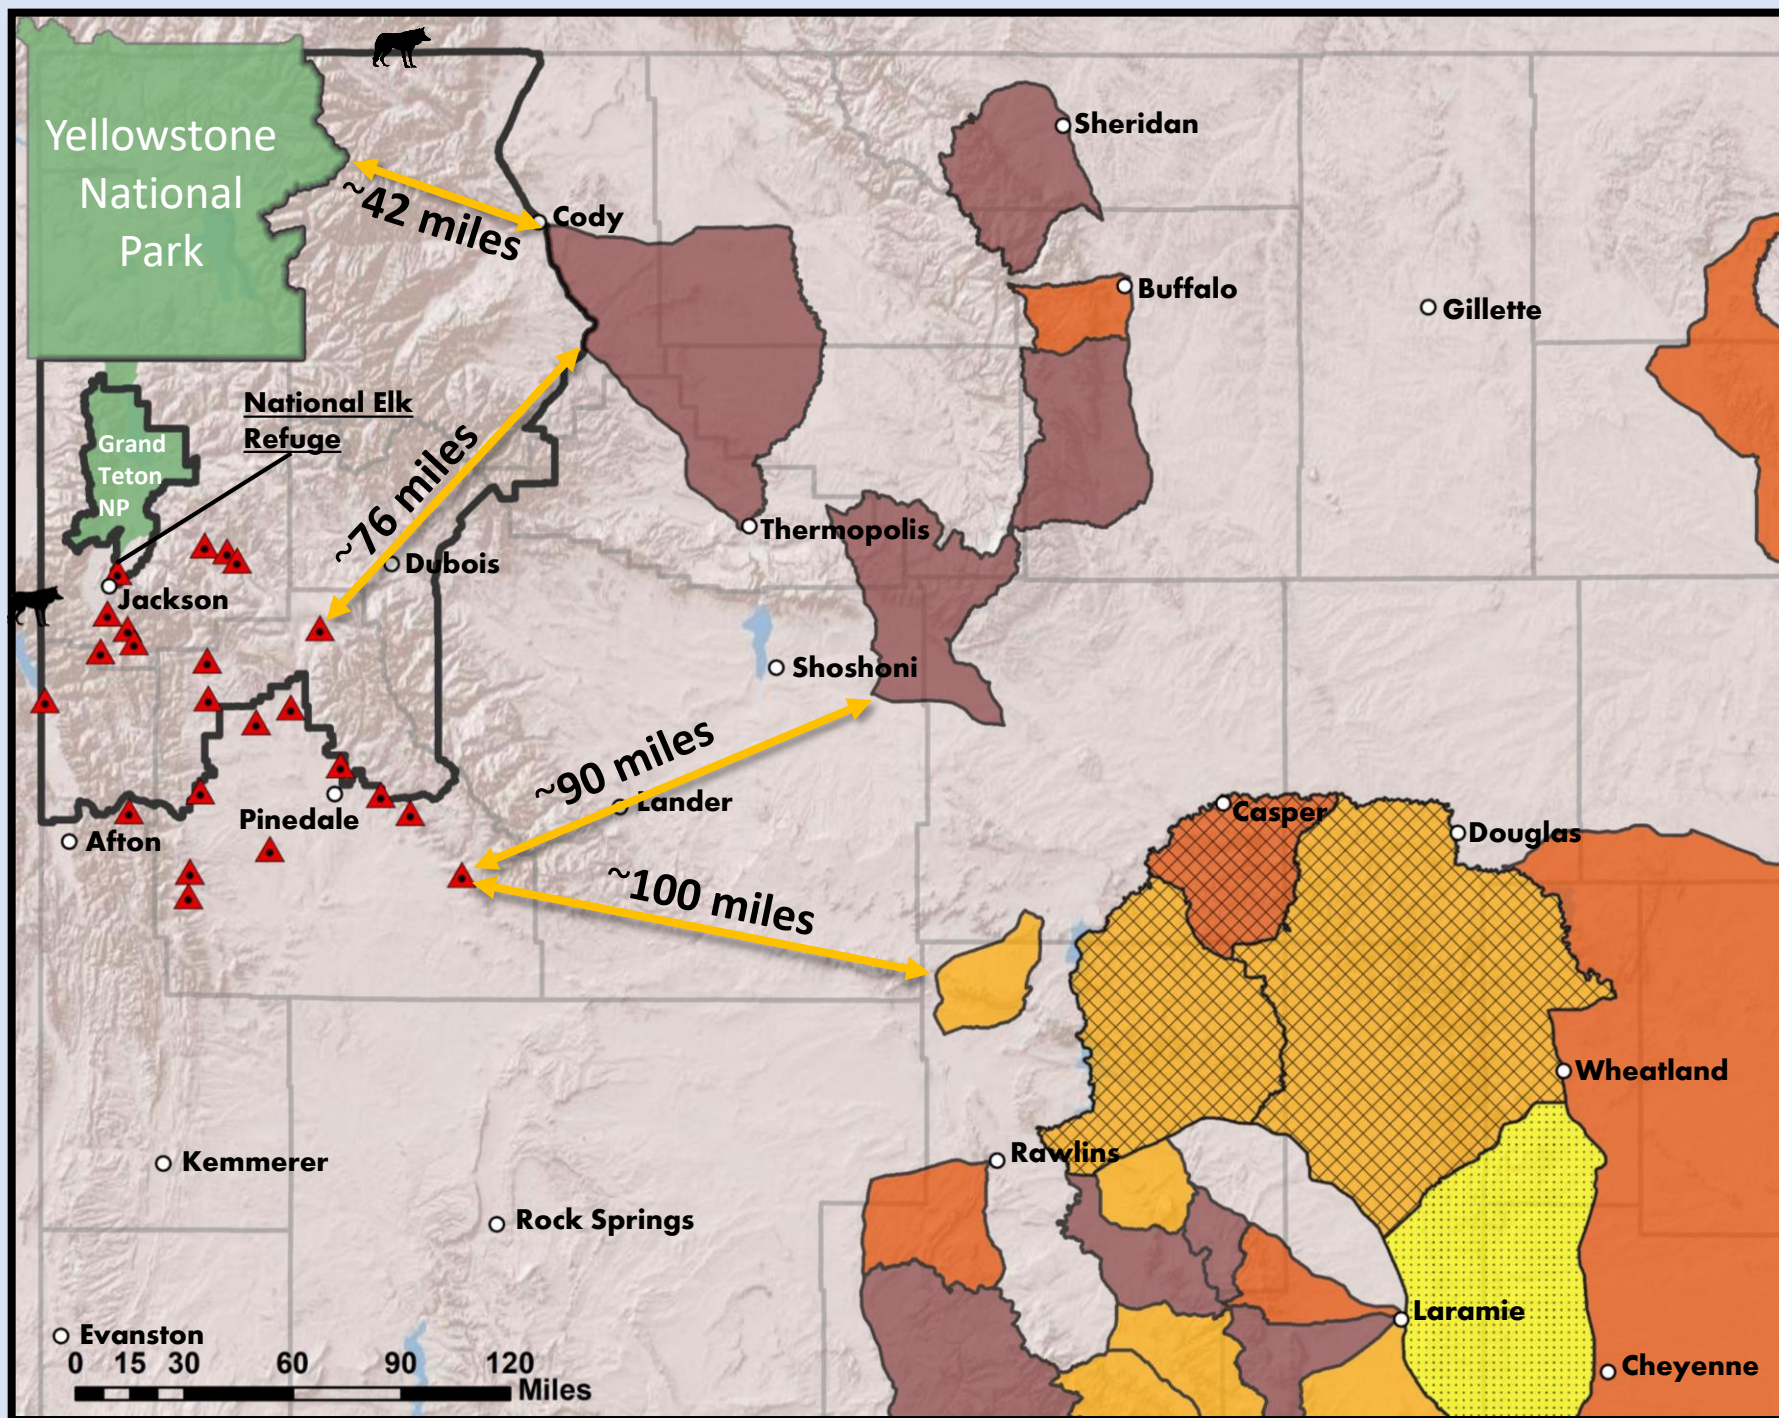 Yellowstone
National
Park
Sheridan
~42 miles
Cody
Buffalo
Gillette
National Elk
Refuge
Grand
Teton
NP
~76 miles
Thermopolis
Dubois
Jackson
Shoshoni
~90 miles
Lander
Pinedale
Afton
Casper
Douglas
~100 miles
Wheatland
Rawlins
Kemmerer
Rock Springs
Laramie
Evanston
Cheyenne
0 15 30 60 90 120
Miles